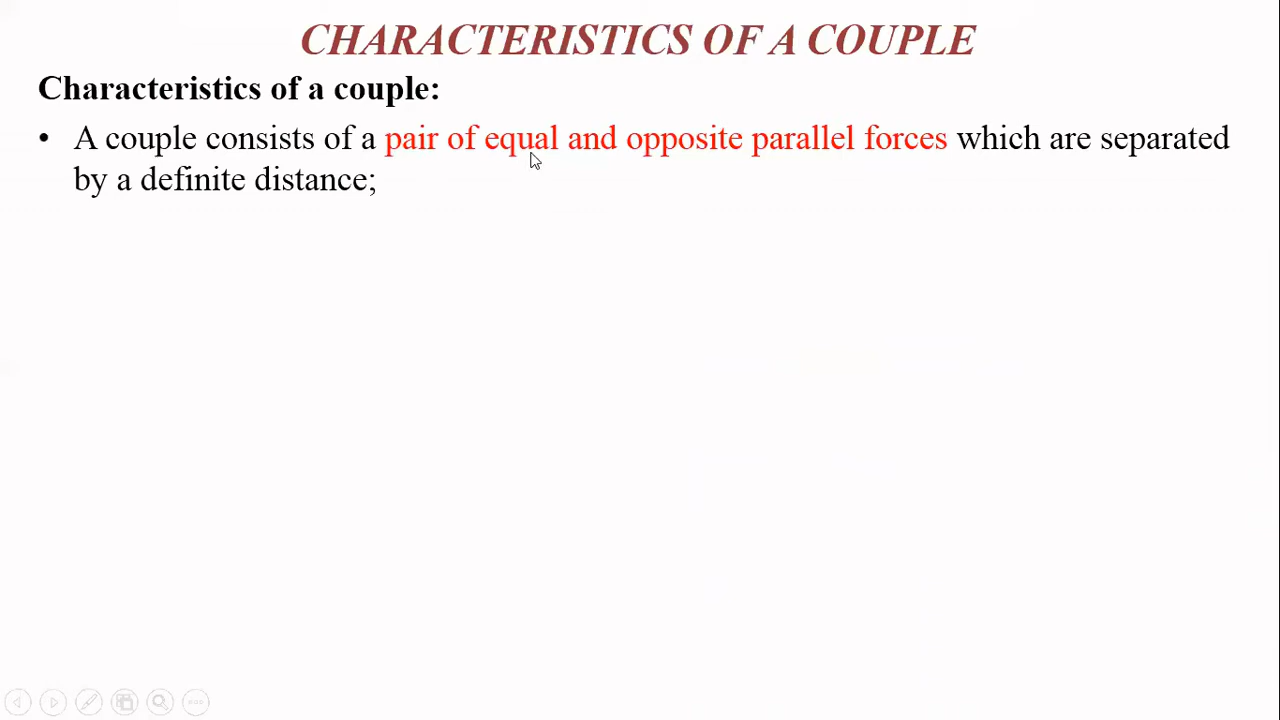 CHARACTERISTICS OF A COUPLE
Characteristics of a couple:
• A couple consists of a pair of equal and opposite parallel forces which are separated
by a definite distance;